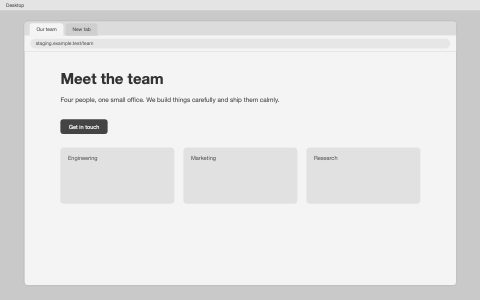 Desktop
Our team
New tab
staging.example.test/team
Meet the team
Four people, one small office. We build things carefully and ship them calmly.
Get in touch
Engineering
Marketing
Research